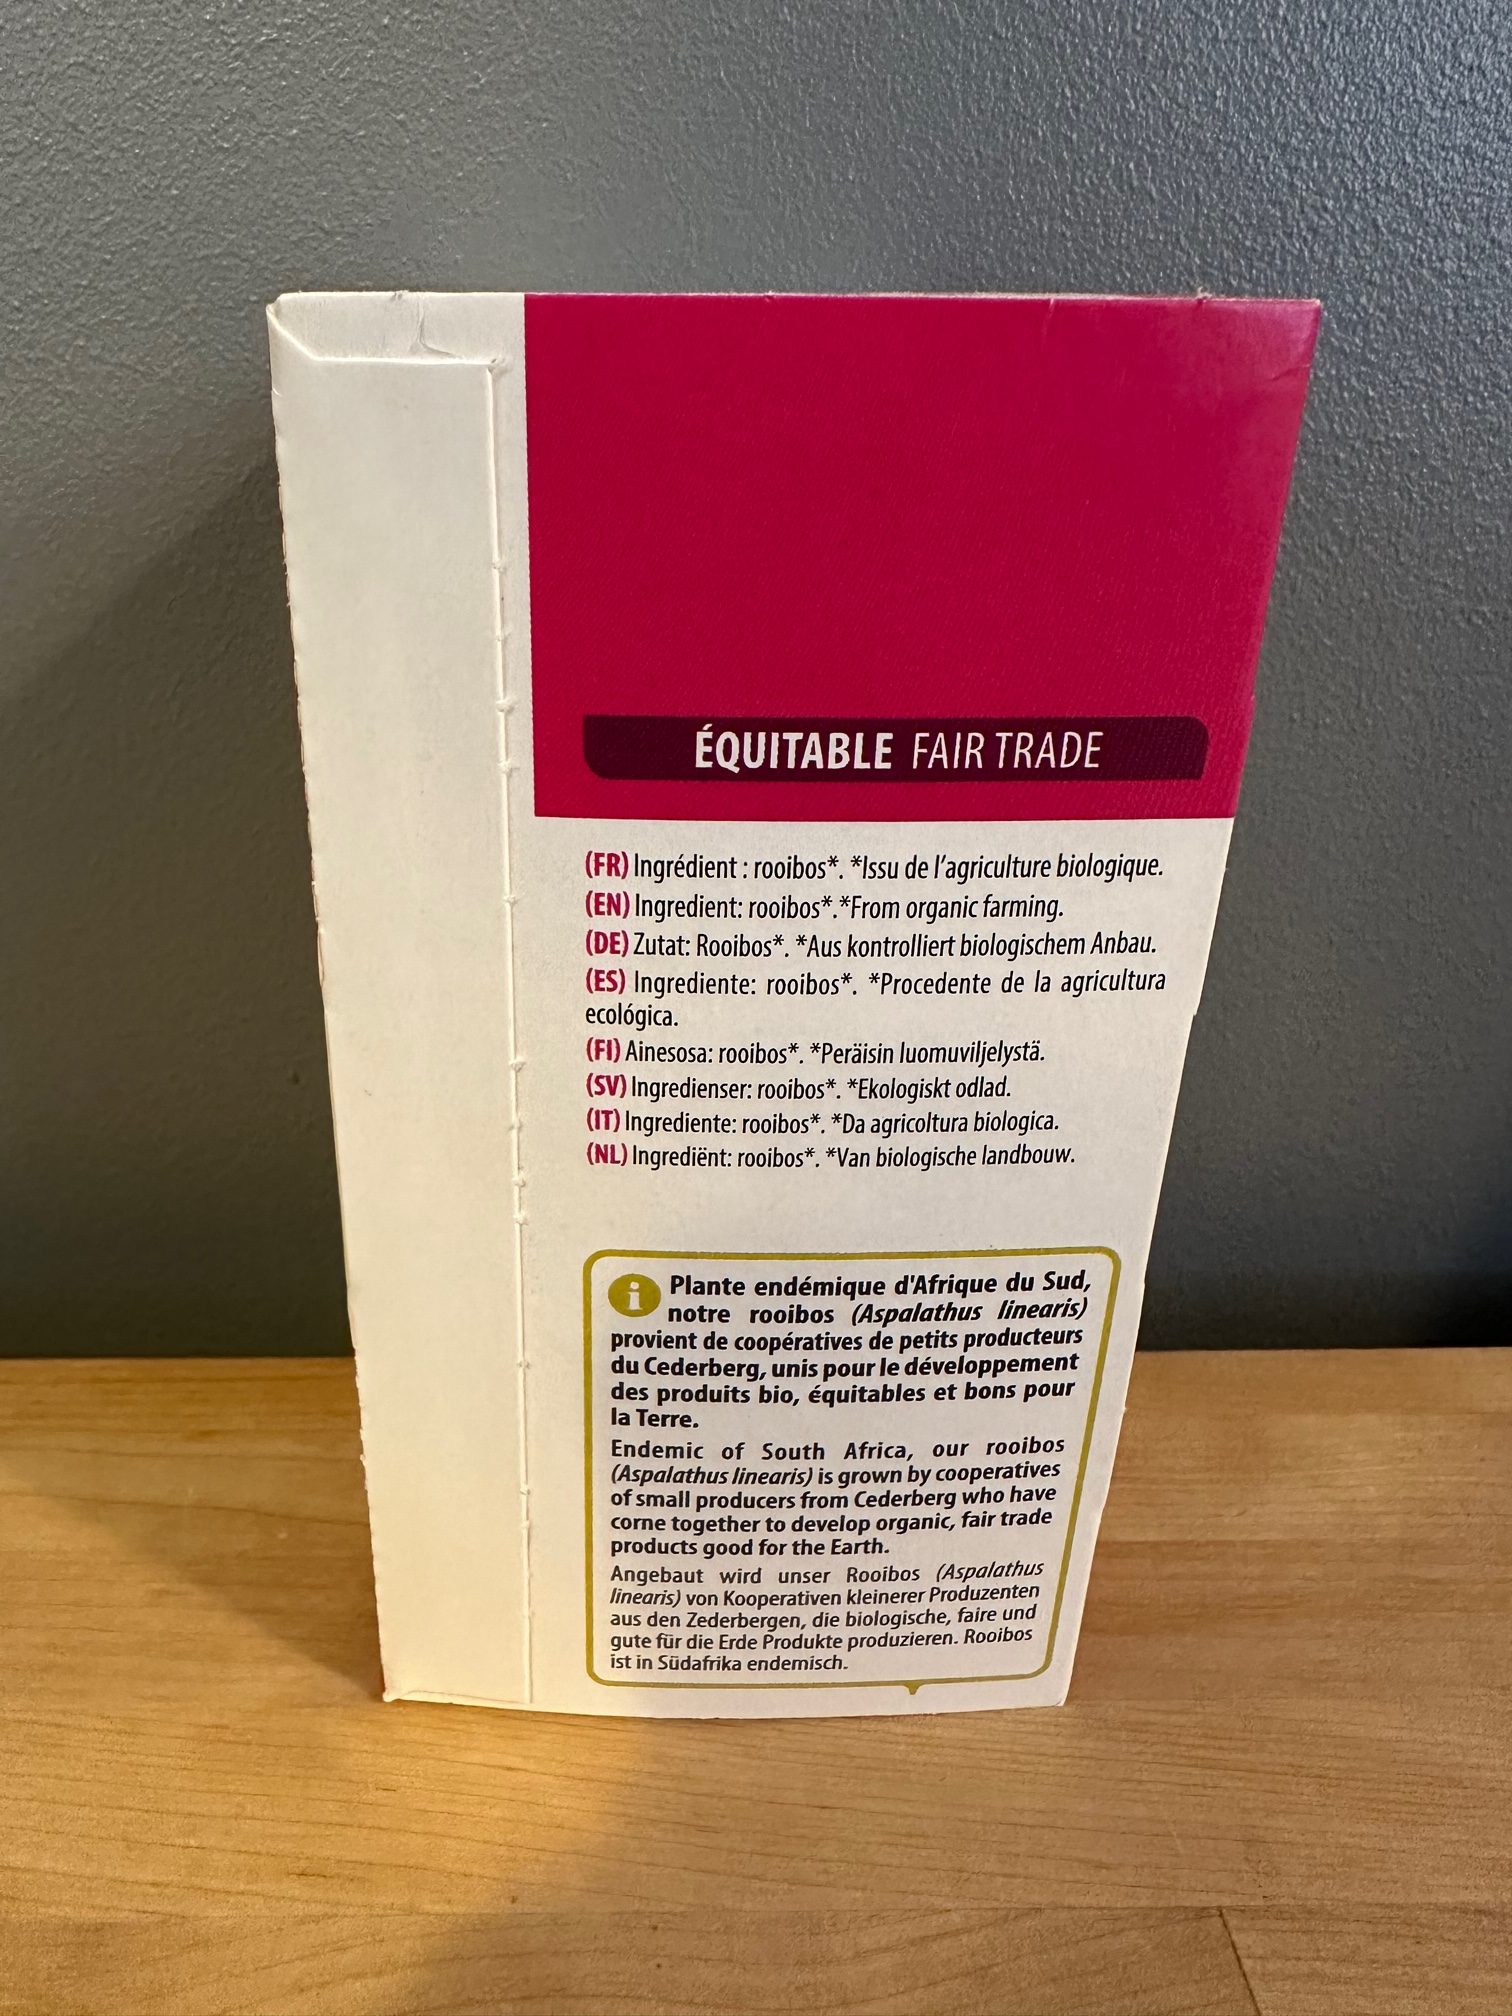 ÉQUITABLE FAIR TRADE
(FR) Ingrédient : rooibos*. *Issu de l'agriculture biologique.
(EN) Ingredient: rooibos*.*From organic farming.
(DE) Zutat: Rooibos*. *Aus kontrolliert biologischem Anbau.
(ES) Ingrediente: rooibos*. *Procedente de la agricultura
ecológica.
(FI) Ainesosa: rooibos*. *Peräisin luomuviljelystä.
(SV) Ingredienser: rooibos*. *Ekologiskt odlad.
(IT) Ingrediente: rooibos*. *Da agricoltura biologica.
(NL) Ingrediënt: rooibos*. *Van biologische landbouw.
i Plante endémique d'Afrique du Sud,
notre rooibos (Aspalathus linearis)
provient de coopératives de petits producteurs
du Cederberg, unis pour le développement
des produits bio, équitables et bons pour
la Terre.
Endemic of South Africa, our rooibos
(Aspalathus linearis) is grown by cooperatives
of small producers from Cederberg who have
corne together to develop organic, fair trade
products good for the Earth.
Angebaut wird unser Rooibos (Aspalathus
linearis) von Kooperativen kleinerer Produzenten
aus den Zederbergen, die biologische, faire und
gute für die Erde Produkte produzieren. Rooibos
ist in Südafrika endemisch.